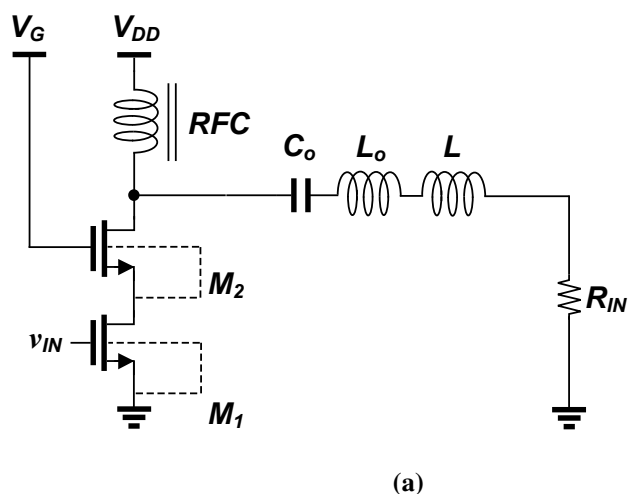 V_G
V_DD
RFC
C_o
L_o
L
M_2
R_IN
v_IN
M_1
(a)